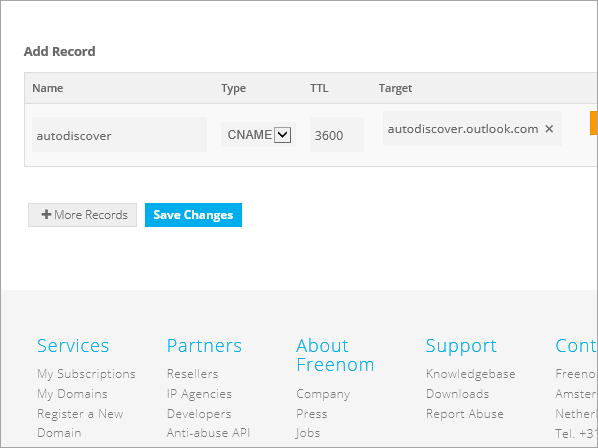 Add Record
Name Type TTL Target
autodiscover CNAME 3600 autodiscover.outlook.com ×
+ More Records Save Changes
Services
My Subscriptions
My Domains
Register a New
Domain
Partners
Resellers
IP Agencies
Developers
Anti-abuse API
About
Freenom
Company
Press
Jobs
Support
Knowledgebase
Downloads
Report Abuse
Cont
Freeno
Amster
Netherl
Tel. +31